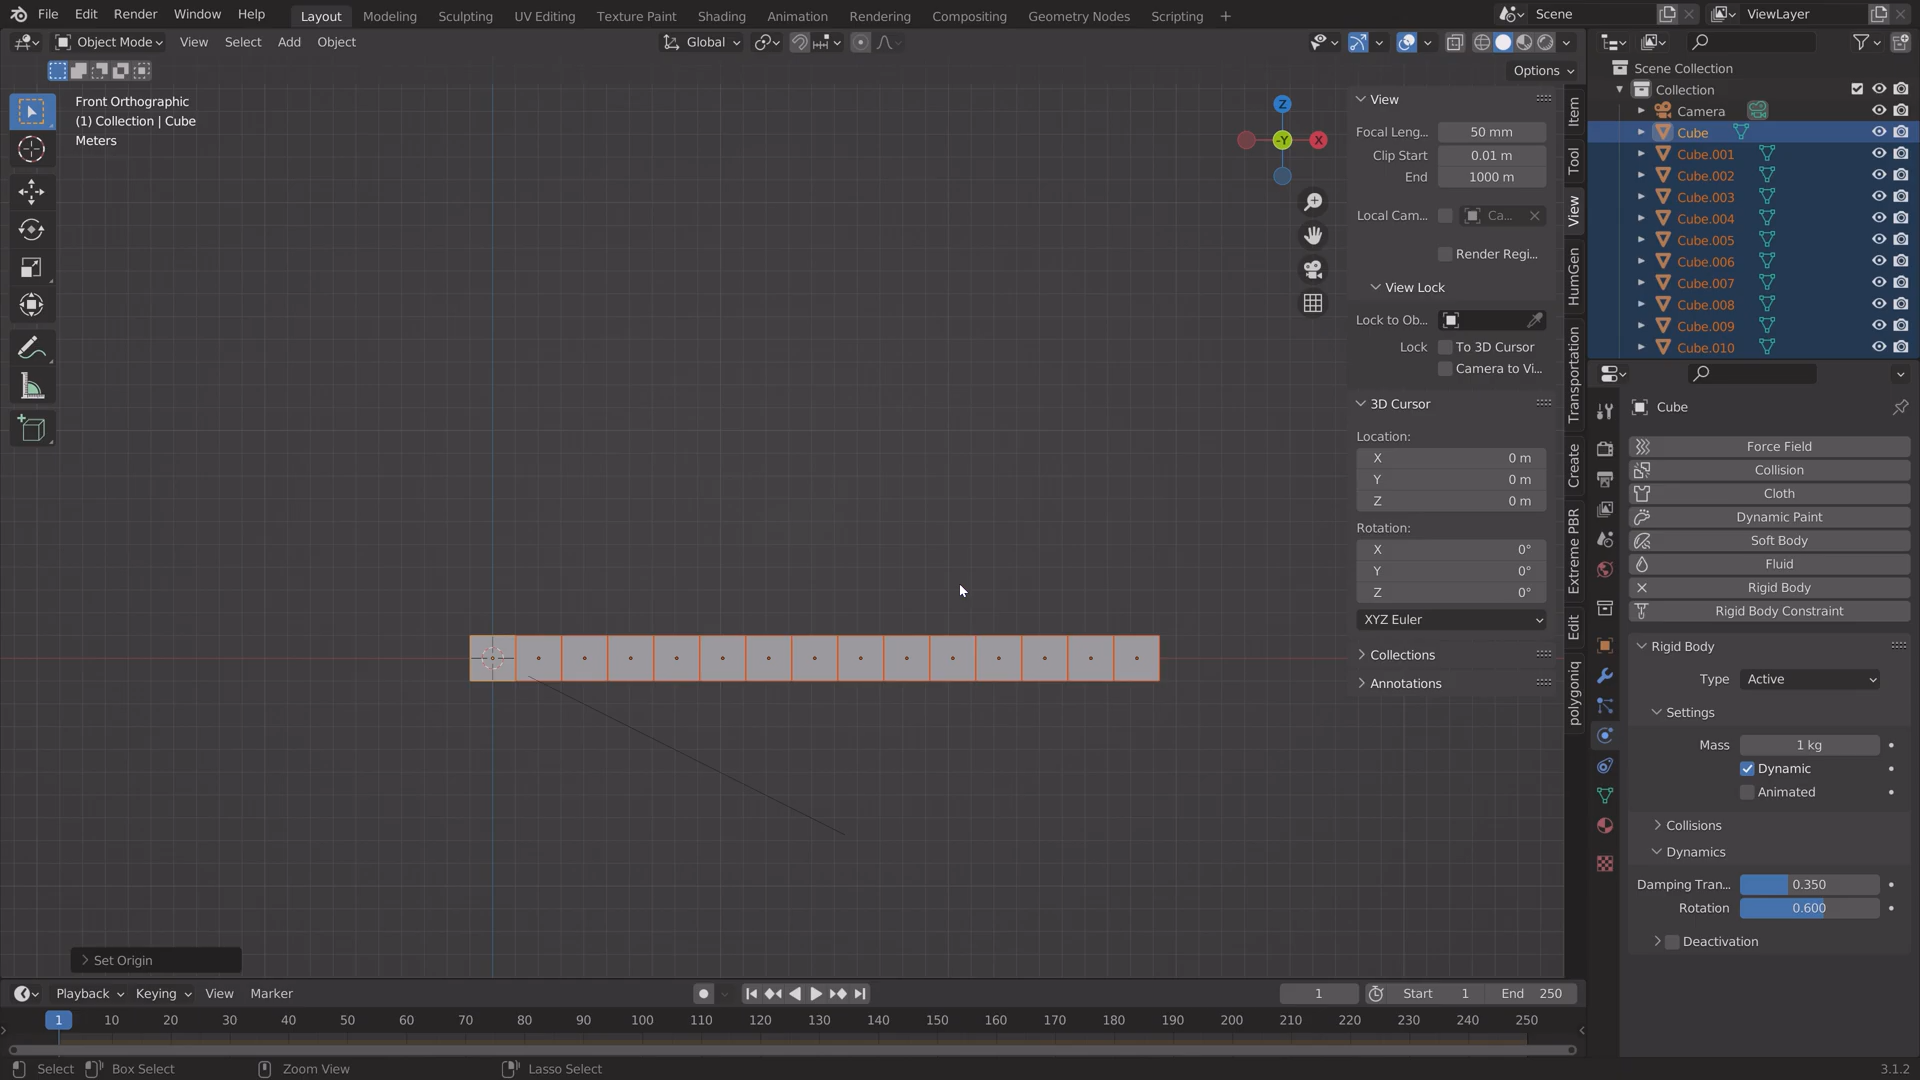 File Edit Render Window Help Layout Modeling Sculpting UV Editing Texture Paint Shading Animation Rendering Compositing Geometry Nodes Scripting + Scene ViewLayer
Object Mode View Select Add Object Global
Options
Front Orthographic
(1) Collection | Cube
Meters
Z
-Y
X
View
Focal Leng... 50 mm
Clip Start 0.01 m
End 1000 m
Local Cam... Ca...
Render Regi...
View Lock
Lock to Ob...
Lock To 3D Cursor
Camera to Vi...
3D Cursor
Location:
X 0 m
Y 0 m
Z 0 m
Rotation:
X 0°
Y 0°
Z 0°
XYZ Euler
Collections
Annotations
Item
Tool
View
HumGen
Transportation
Create
Extreme PBR
Edit
polygoniq
Scene Collection
Collection
Camera
Cube
Cube.001
Cube.002
Cube.003
Cube.004
Cube.005
Cube.006
Cube.007
Cube.008
Cube.009
Cube.010
Cube
Force Field
Collision
Cloth
Dynamic Paint
Soft Body
Fluid
Rigid Body
Rigid Body Constraint
Rigid Body
Type Active
Settings
Mass 1 kg
Dynamic
Animated
Collisions
Dynamics
Damping Tran... 0.350
Rotation 0.600
Deactivation
Set Origin
Playback Keying View Marker 1 Start 1 End 250
1 10 20 30 40 50 60 70 80 90 100 110 120 130 140 150 160 170 180 190 200 210 220 230 240 250
Select Box Select Zoom View Lasso Select 3.1.2